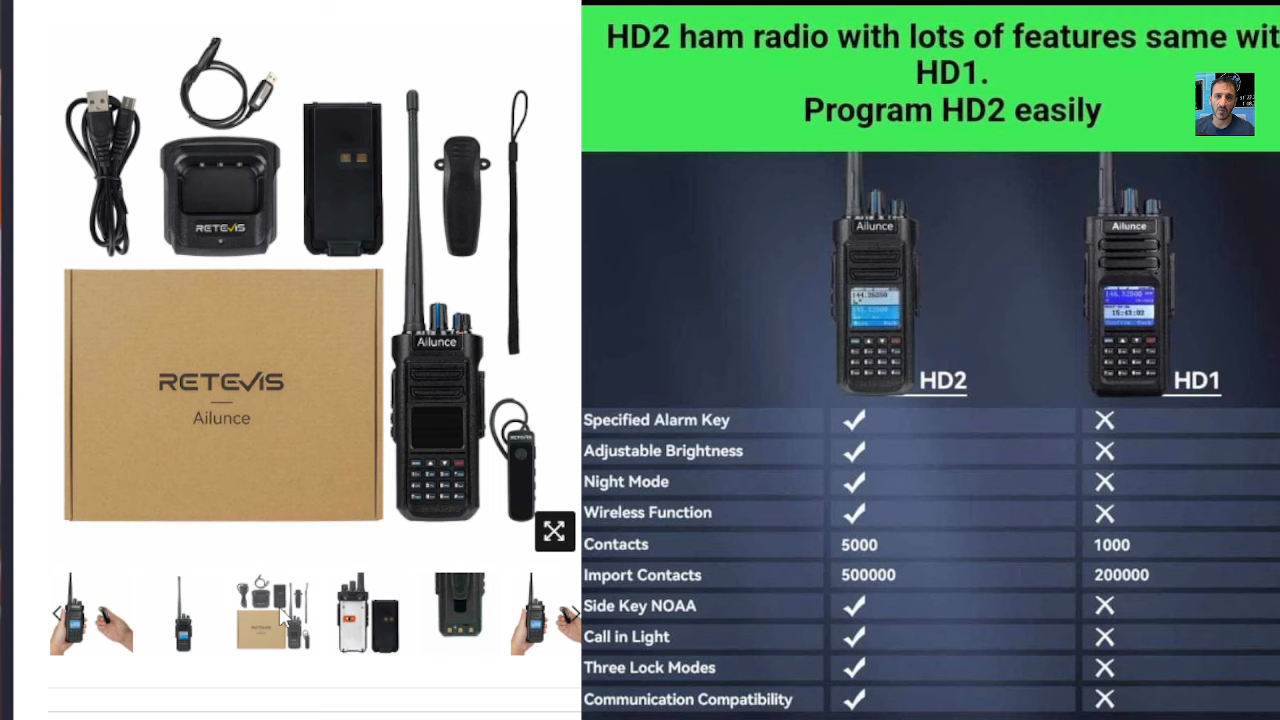 RETEVIS
Ailunce
RETEVIS
Ailunce
HD2 ham radio with lots of features same wit
HD1.
Program HD2 easily
Ailunce
Ailunce
HD2
HD1
Specified Alarm Key
Adjustable Brightness
Night Mode
Wireless Function
Contacts 5000 1000
Import Contacts 500000 200000
Side Key NOAA
Call in Light
Three Lock Modes
Communication Compatibility